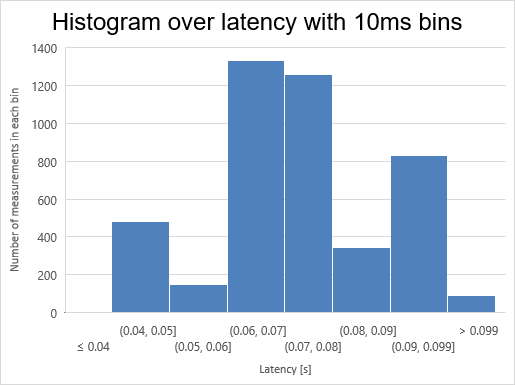 Histogram over latency with 10ms bins
Number of measurements in each bin
1400
1200
1000
800
600
400
200
0
(0.04, 0.05] (0.06, 0.07] (0.08, 0.09] > 0.099
≤ 0.04 (0.05, 0.06] (0.07, 0.08] (0.09, 0.099]
Latency [s]